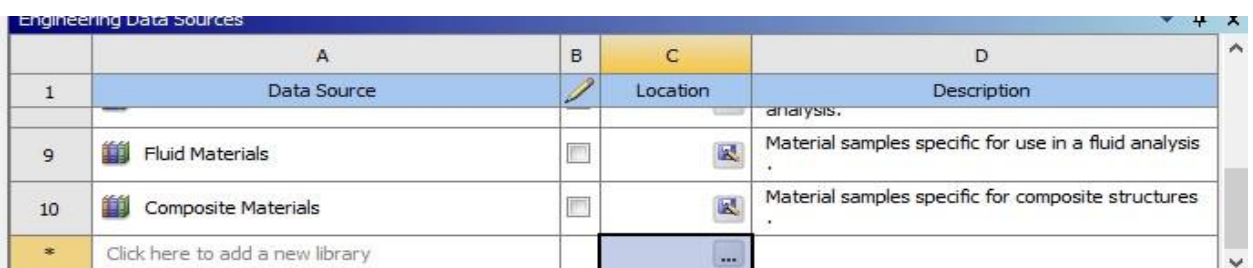 Engineering Data Sources
A B C D
1 Data Source Location Description
analysis.
9 Fluid Materials Material samples specific for use in a fluid analysis
.
10 Composite Materials Material samples specific for composite structures
.
* Click here to add a new library ...